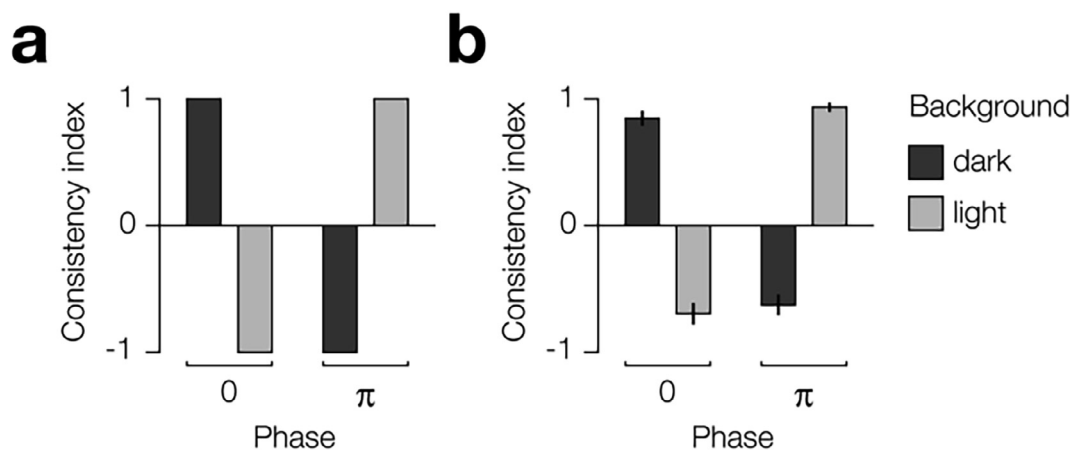 a
Consistency index
1
0
-1
0
π
Phase
b
Consistency index
1
0
-1
0
π
Phase
Background
dark
light